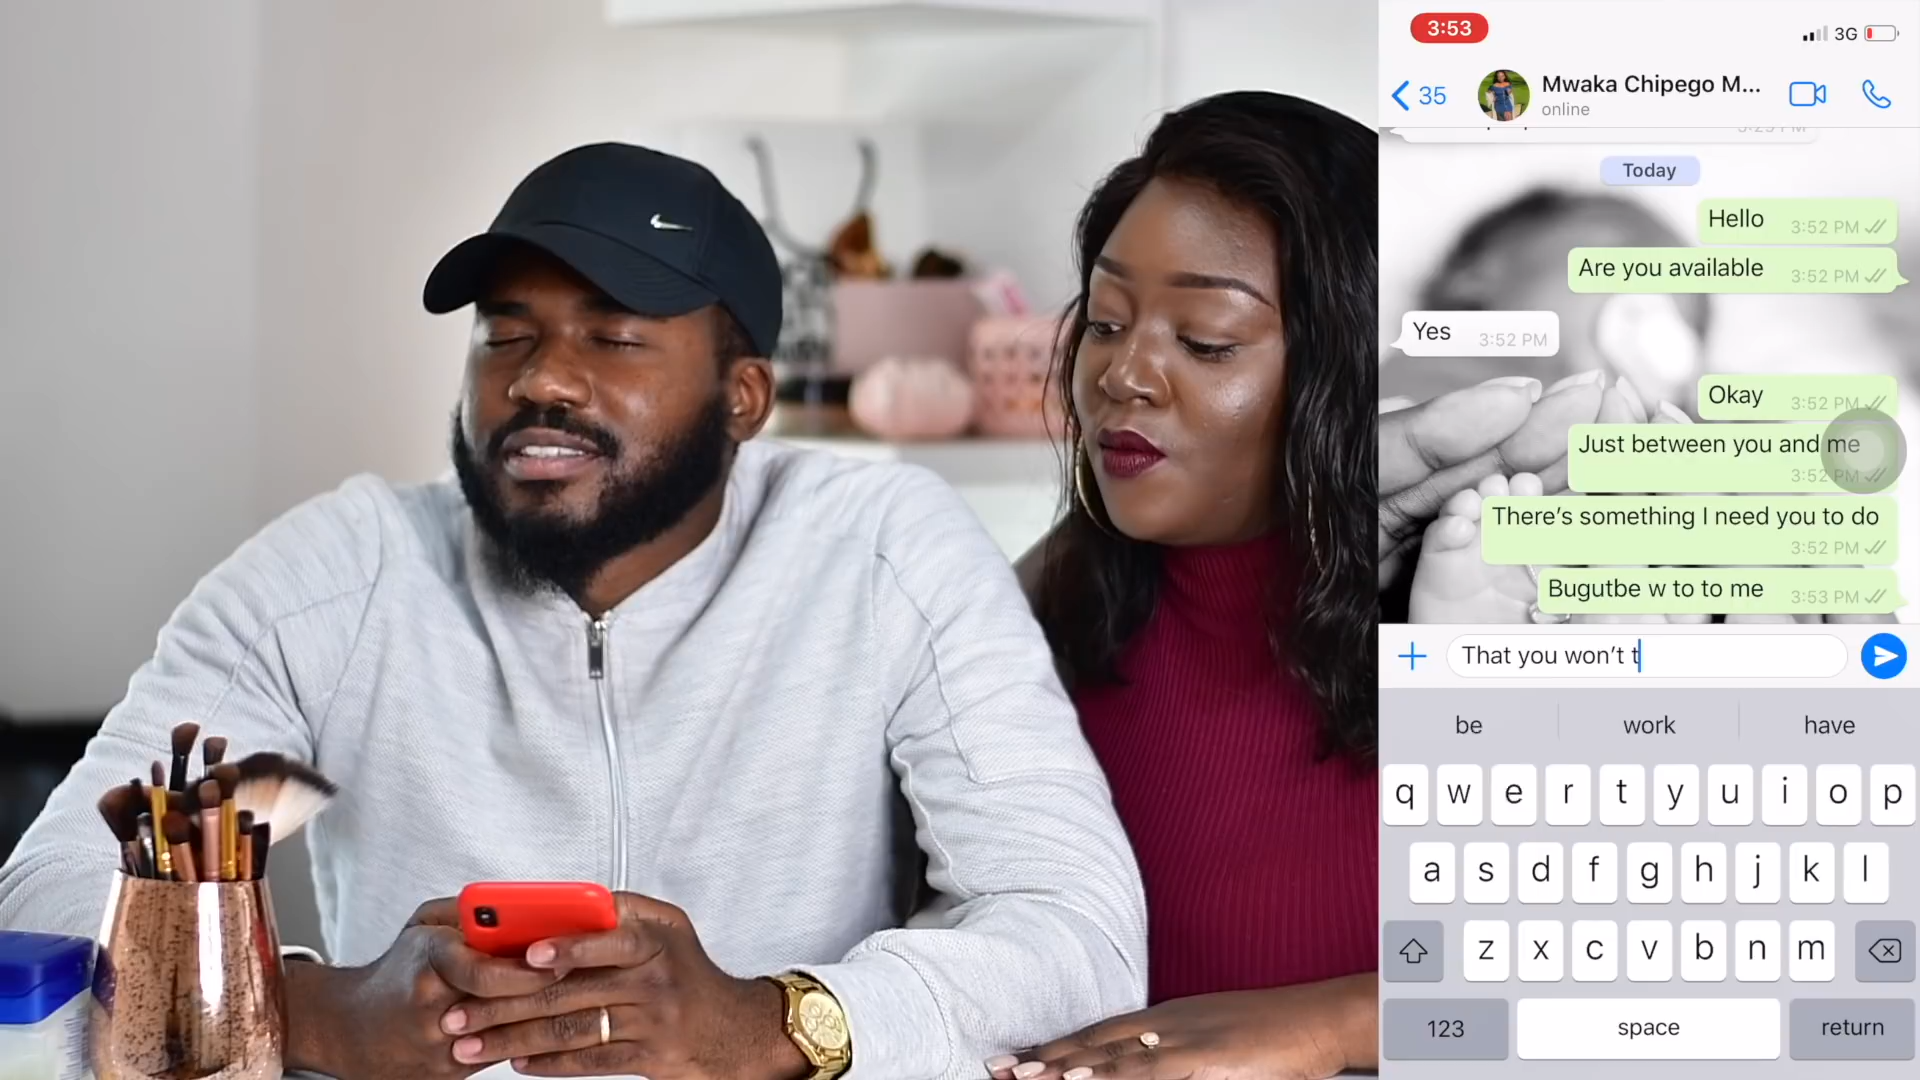 3:53
3G
35
Mwaka Chipego M...
online
Today
Hello 3:52 PM
Are you available 3:52 PM
Yes 3:52 PM
Okay 3:52 PM
Just between you and me
3:52 PM
There's something I need you to do
3:52 PM
Bugutbe w to to me 3:53 PM
That you won't t
be work have
q w e r t y u i o p
a s d f g h j k l
z x c v b n m
123 space return